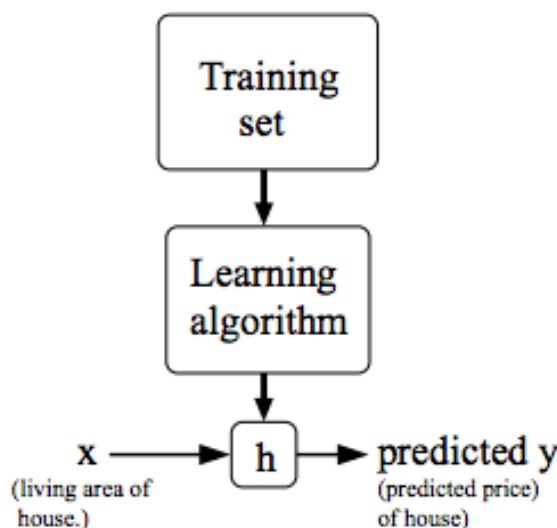 Training
set
Learning
algorithm
x
h
predicted y
(living area of
house.)
(predicted price)
of house)